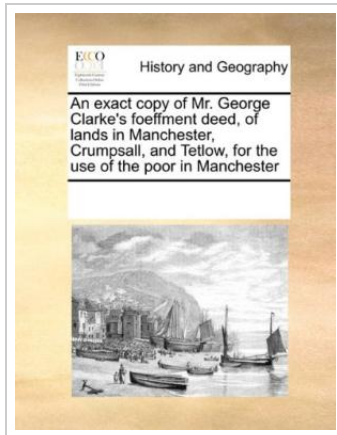 ECCO
History and Geography
An exact copy of Mr. George
Clarke's foeffment deed, of
lands in Manchester,
Crumpsall, and Tetlow, for the
use of the poor in Manchester